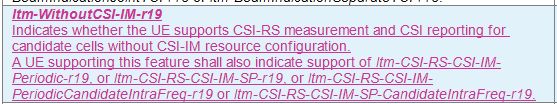 ltm-WithoutCSI-IM-r19
Indicates whether the UE supports CSI-RS measurement and CSI reporting for
candidate cells without CSI-IM resource configuration.
A UE supporting this feature shall also indicate support of ltm-CSI-RS-CSI-IM-
Periodic-r19, or ltm-CSI-RS-CSI-IM-SP-r19, or ltm-CSI-RS-CSI-IM-
PeriodicCandidateIntraFreq-r19 or ltm-CSI-RS-CSI-IM-SP-CandidateIntraFreq-r19.